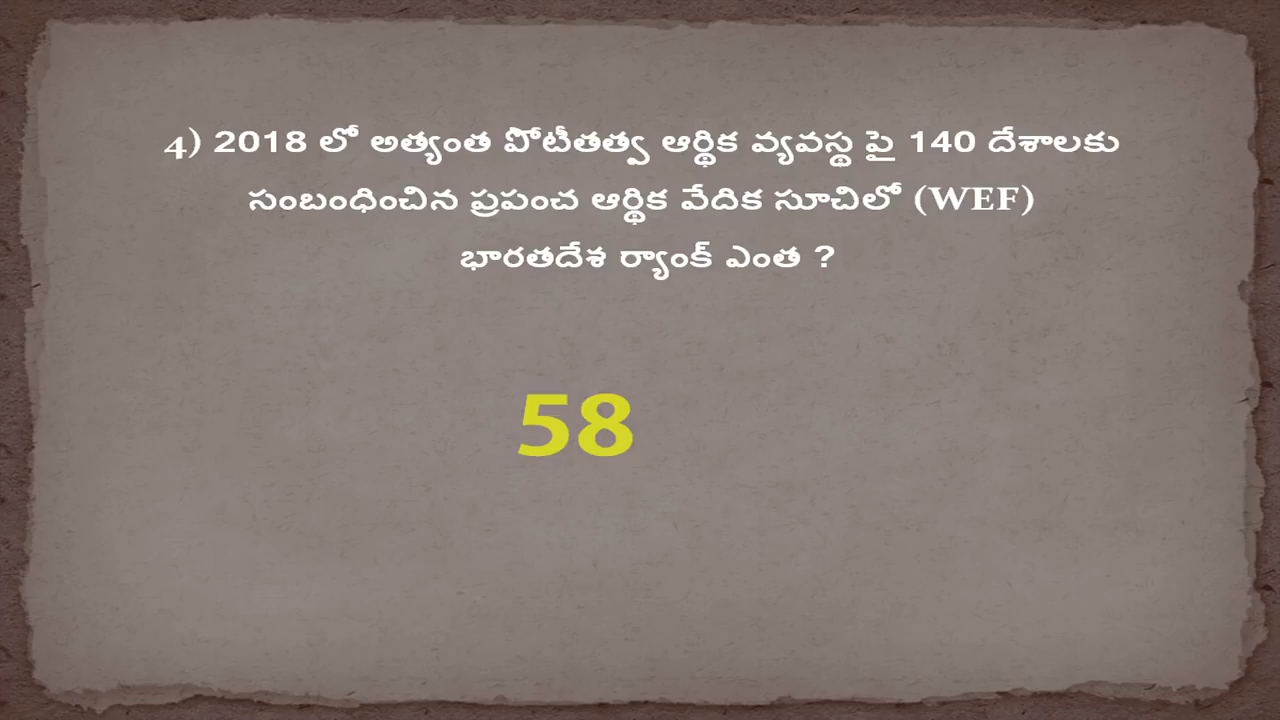 4) 2018 లో అత్యంత పోటీతత్వ ఆర్థిక వ్యవస్థ పై 140 దేశాలకు
సంబంధించిన ప్రపంచ ఆర్థిక వేదిక సూచిలో (WEF)
భారతదేశ ర్యాంక్ ఎంత ?
58